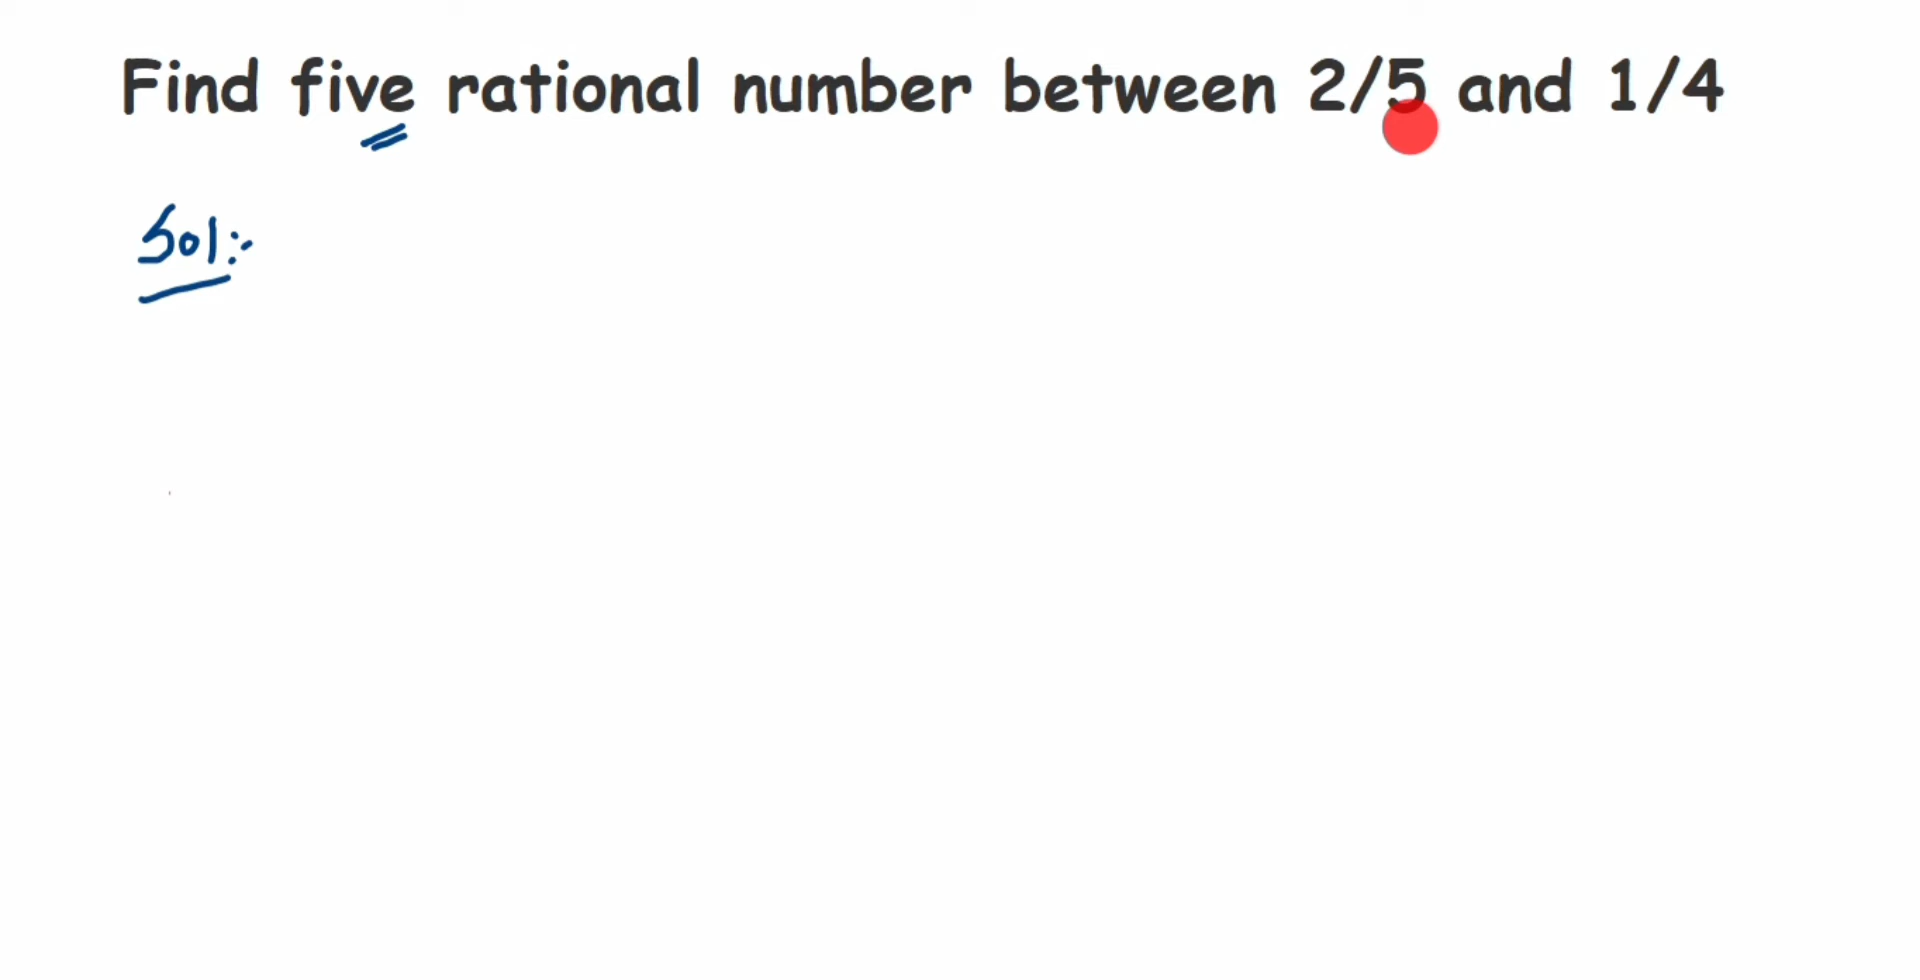 Find five rational number between 2/5 and 1/4
Sol:-